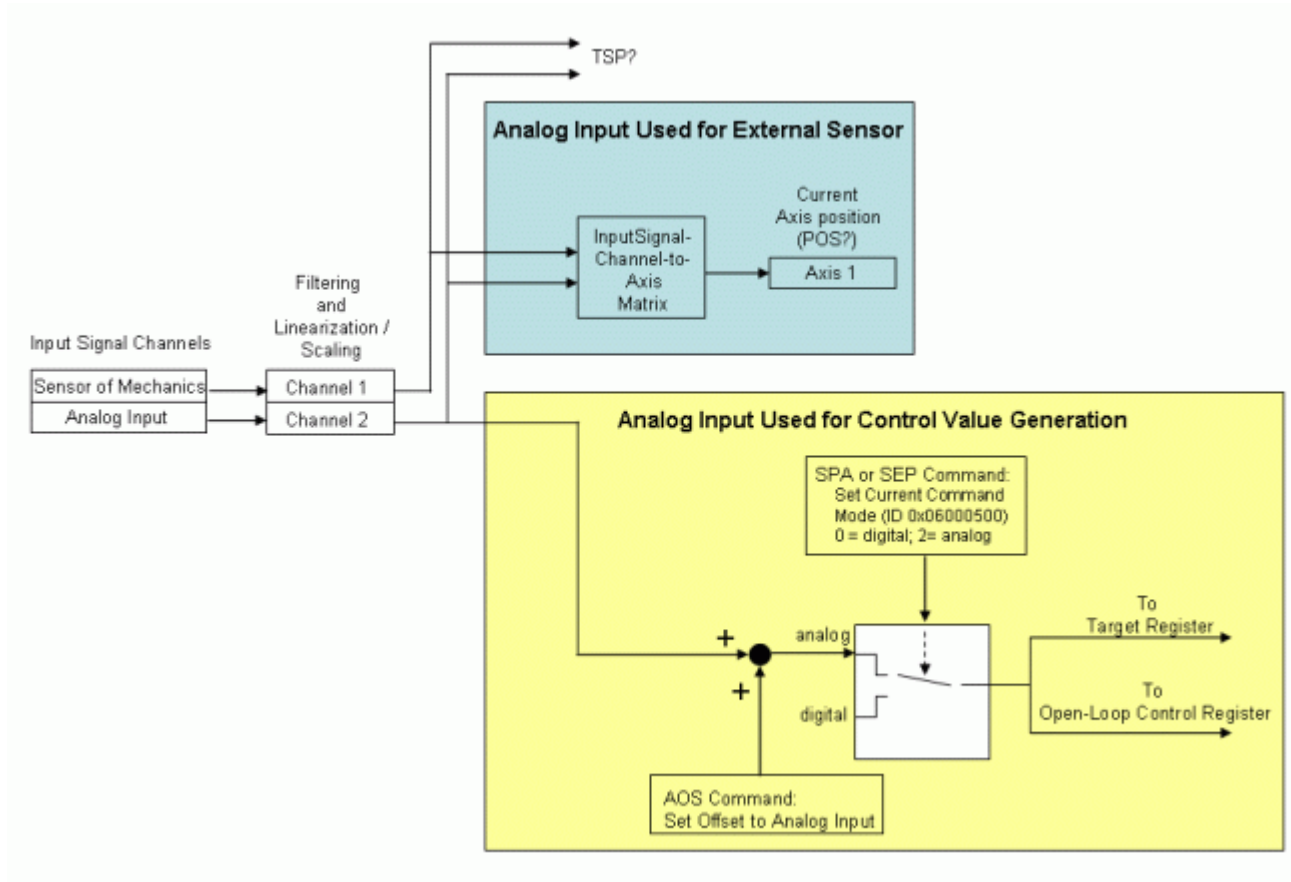 TSP?
Analog Input Used for External Sensor
Current
Axis position
(POS?)
InputSignal-
Channel-to-
Axis
Matrix
Axis 1
Filtering
and
Linearization /
Scaling
Input Signal Channels
Sensor of Mechanics
Channel 1
Analog Input
Channel 2
Analog Input Used for Control Value Generation
SPA or SEP Command:
Set Current Command
Mode (ID 0x06000500)
0 = digital; 2= analog
To
Target Register
+
analog
+
digital
To
Open-Loop Control Register
AOS Command:
Set Offset to Analog Input